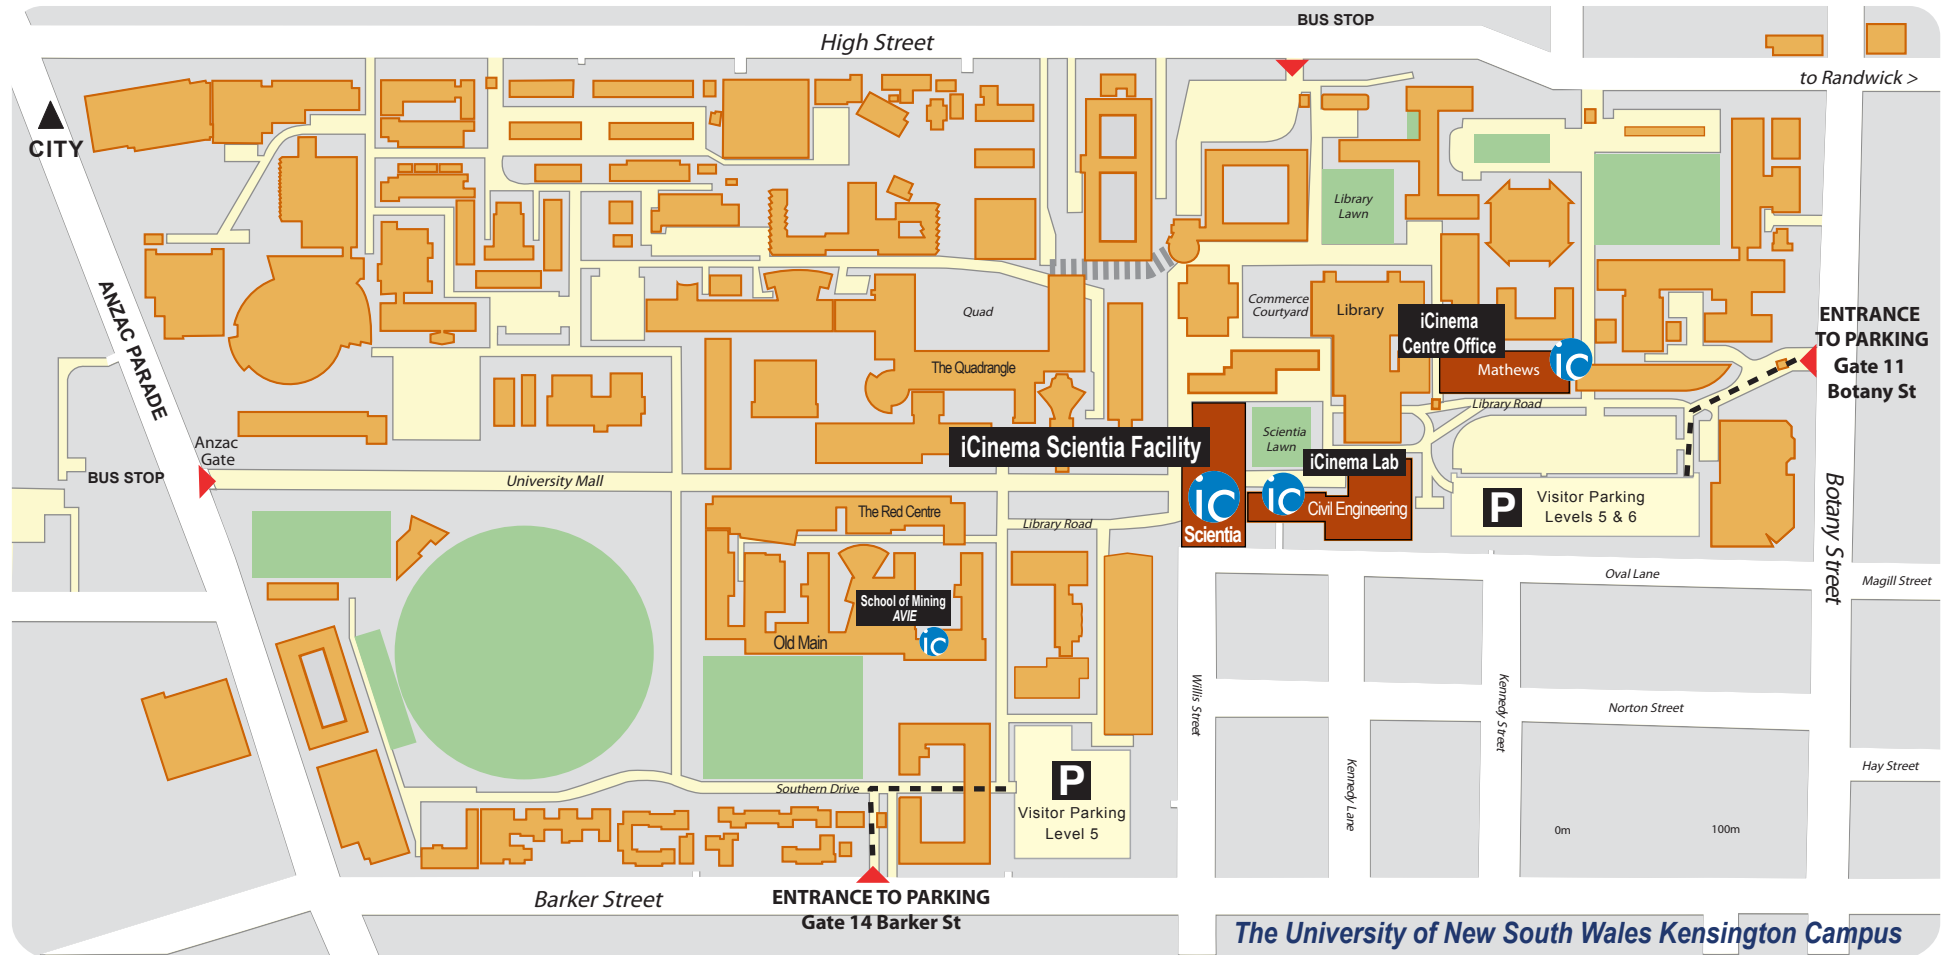 BUS STOP
High Street
to Randwick >
CITY
ANZAC PARADE
Library
Lawn
Quad
Commerce
Courtyard
Library
iCinema
Centre Office
Mathews
ic
ENTRANCE
TO PARKING
Gate 11
Botany St
The Quadrangle
Library Road
Anzac
Gate
BUS STOP
University Mall
iCinema Scientia Facility
Scientia
Lawn
iCinema Lab
ic
ic
Scientia
Civil Engineering
P
Visitor Parking
Levels 5 & 6
Botany Street
The Red Centre
Library Road
Oval Lane
Magill Street
School of Mining
AVIE
ic
Old Main
Willis Street
Kennedy Street
Norton Street
Kennedy Lane
Hay Street
Southern Drive
P
Visitor Parking
Level 5
0m
100m
Barker Street
ENTRANCE TO PARKING
Gate 14 Barker St
The University of New South Wales Kensington Campus